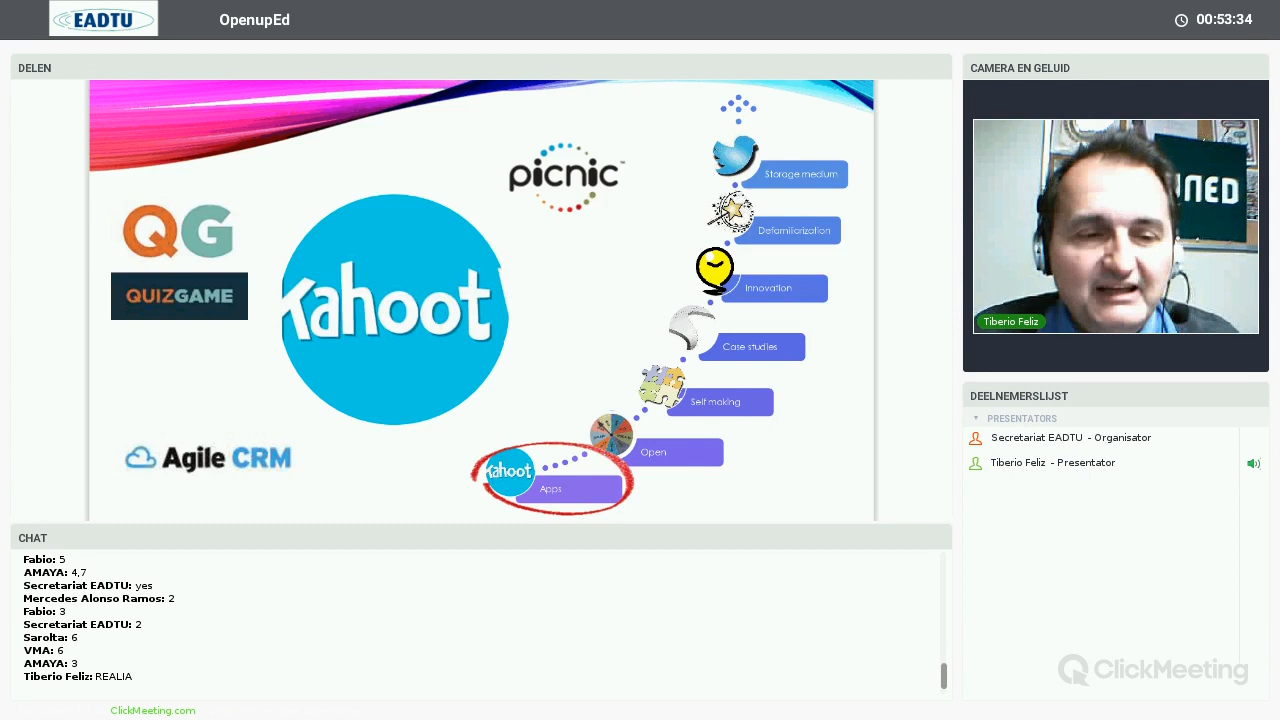 EADTU
OpenupEd
00:53:34
DELEN
picnic
QG
QUIZGAME
Kahoot
Agile CRM
Storage medium
Defamiliarization
Innovation
Case studies
Self making
Open
Kahoot
Apps
CAMERA EN GELUID
UNED
Tiberio Feliz
DEELNEMERSLIJST
PRESENTATORS
Secretariat EADTU - Organisator
Tiberio Feliz - Presentator
CHAT
Fabio: 5
AMAYA: 4,7
Secretariat EADTU: yes
Mercedes Alonso Ramos: 2
Fabio: 3
Secretariat EADTU: 2
Sarolta: 6
VMA: 6
AMAYA: 3
Tiberio Feliz: REALIA
ClickMeeting
ClickMeeting.com